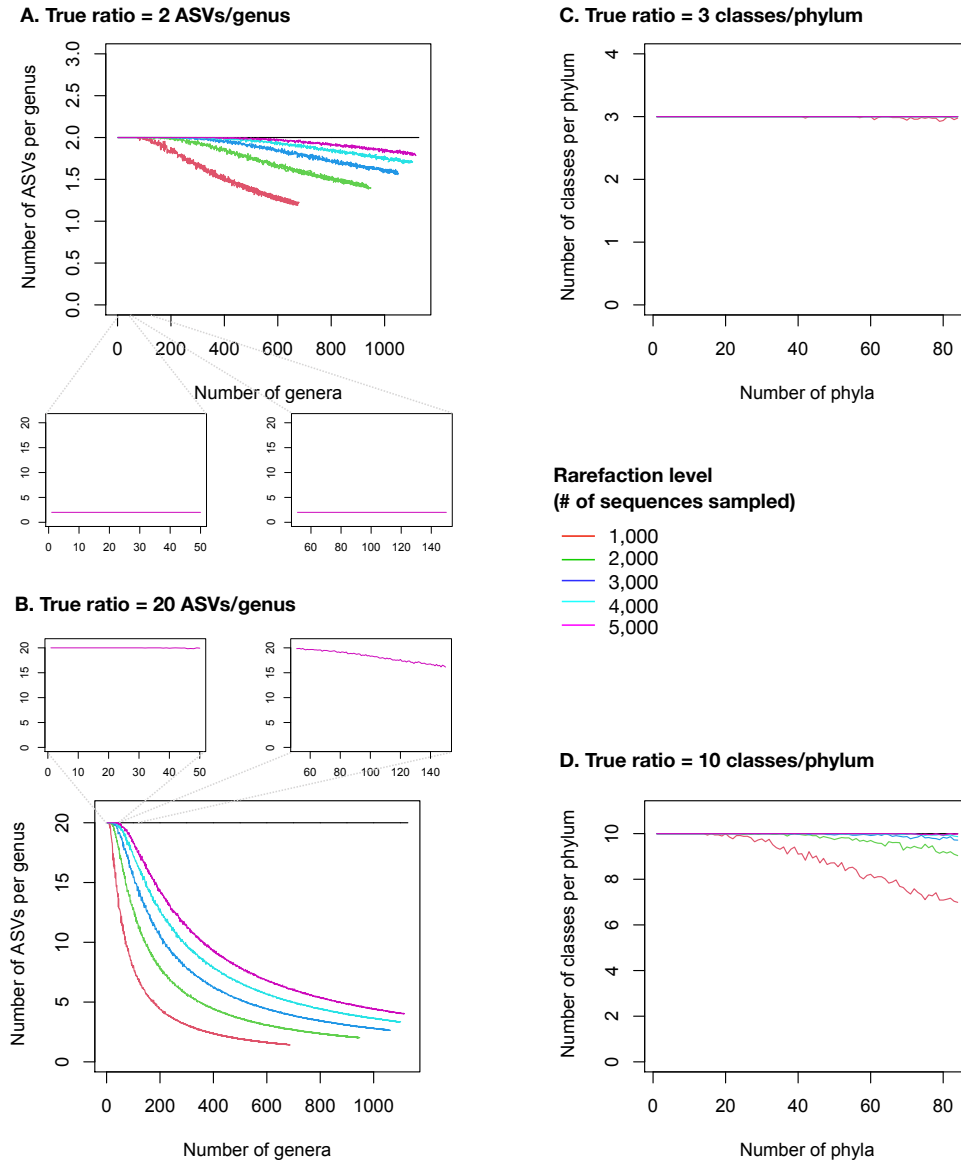 A. True ratio = 2 ASVs/genus
Number of ASVs per genus
0.0 0.5 1.0 1.5 2.0 2.5 3.0
0 200 400 600 800 1000
Number of genera
0 5 10 15 20
0 10 20 30 40 50
0 5 10 15 20
60 80 100 120 140
B. True ratio = 20 ASVs/genus
0 5 10 15 20
0 10 20 30 40 50
0 5 10 15 20
60 80 100 120 140
Number of ASVs per genus
0 5 10 15 20
0 200 400 600 800 1000
Number of genera
C. True ratio = 3 classes/phylum
Number of classes per phylum
0 1 2 3 4
0 20 40 60 80
Number of phyla
Rarefaction level
(# of sequences sampled)
1,000
2,000
3,000
4,000
5,000
D. True ratio = 10 classes/phylum
Number of classes per phylum
0 2 4 6 8 10
0 20 40 60 80
Number of phyla